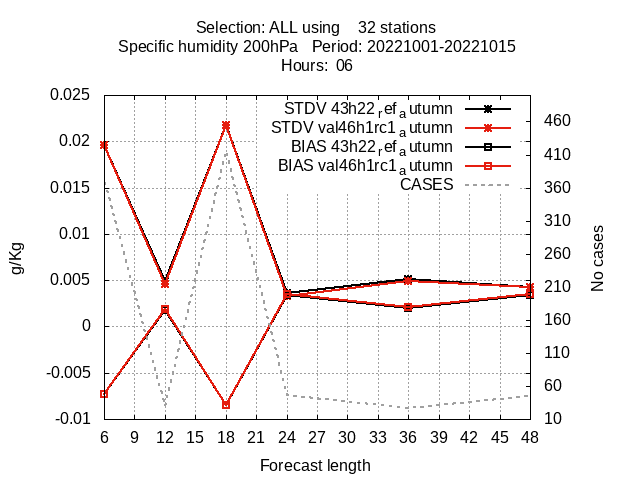 Selection: ALL using    32 stations
Specific humidity 200hPa   Period: 20221001-20221015
Hours:  06
STDV 43h22_ref_autumn
STDV val46h1rc1_autumn
BIAS 43h22_ref_autumn
BIAS val46h1rc1_autumn
CASES
0.025
0.02
0.015
0.01
0.005
0
-0.005
-0.01
g/Kg
460
410
360
310
260
210
160
110
60
10
No cases
6 9 12 15 18 21 24 27 30 33 36 39 42 45 48
Forecast length